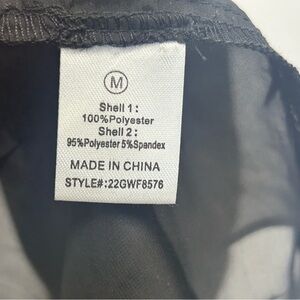 M
Shell 1:
100%Polyester
Shell 2:
95%Polyester 5%Spandex
MADE IN CHINA
STYLE#:22GWF8576